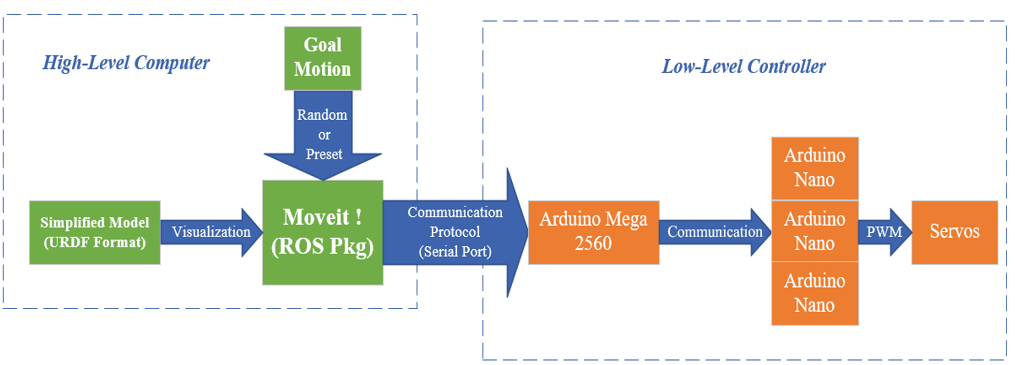 High-Level Computer
Goal
Motion
Random
or
Preset
Simplified Model
(URDF Format)
Visualization
Moveit !
(ROS Pkg)
Communication
Protocol
(Serial Port)
Low-Level Controller
Arduino Mega
2560
Communication
Arduino
Nano
Arduino
Nano
Arduino
Nano
PWM
Servos